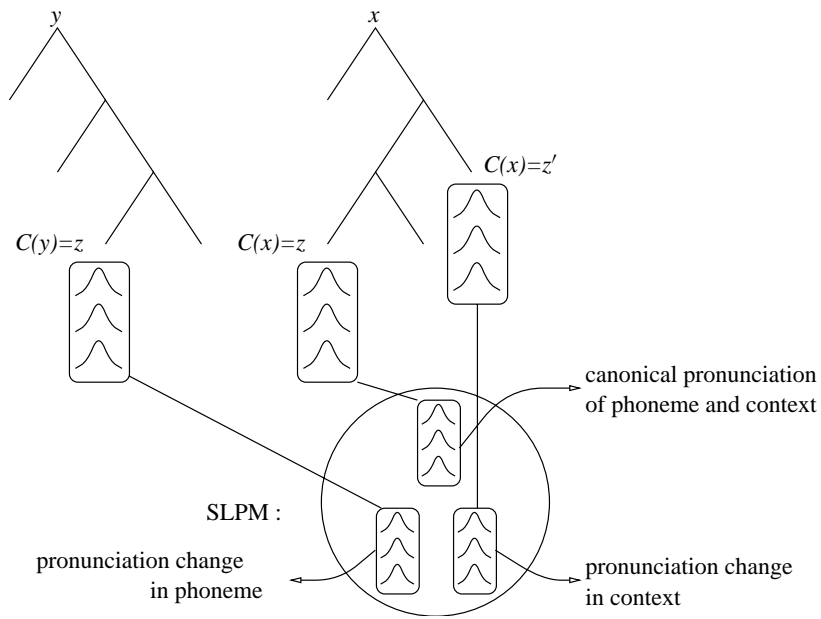 y
x
C(x)=z′
C(y)=z
C(x)=z
canonical pronunciation
of phoneme and context
SLPM :
pronunciation change
in phoneme
pronunciation change
in context